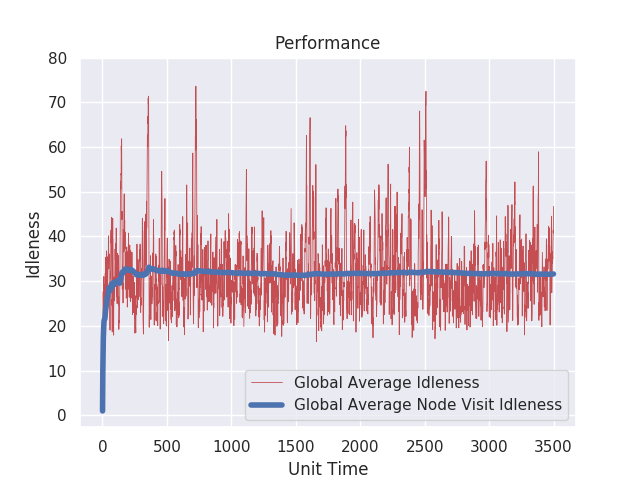 Performance
80
70
60
50
40
30
20
10
0
Idleness
Global Average Idleness
Global Average Node Visit Idleness
0 500 1000 1500 2000 2500 3000 3500
Unit Time